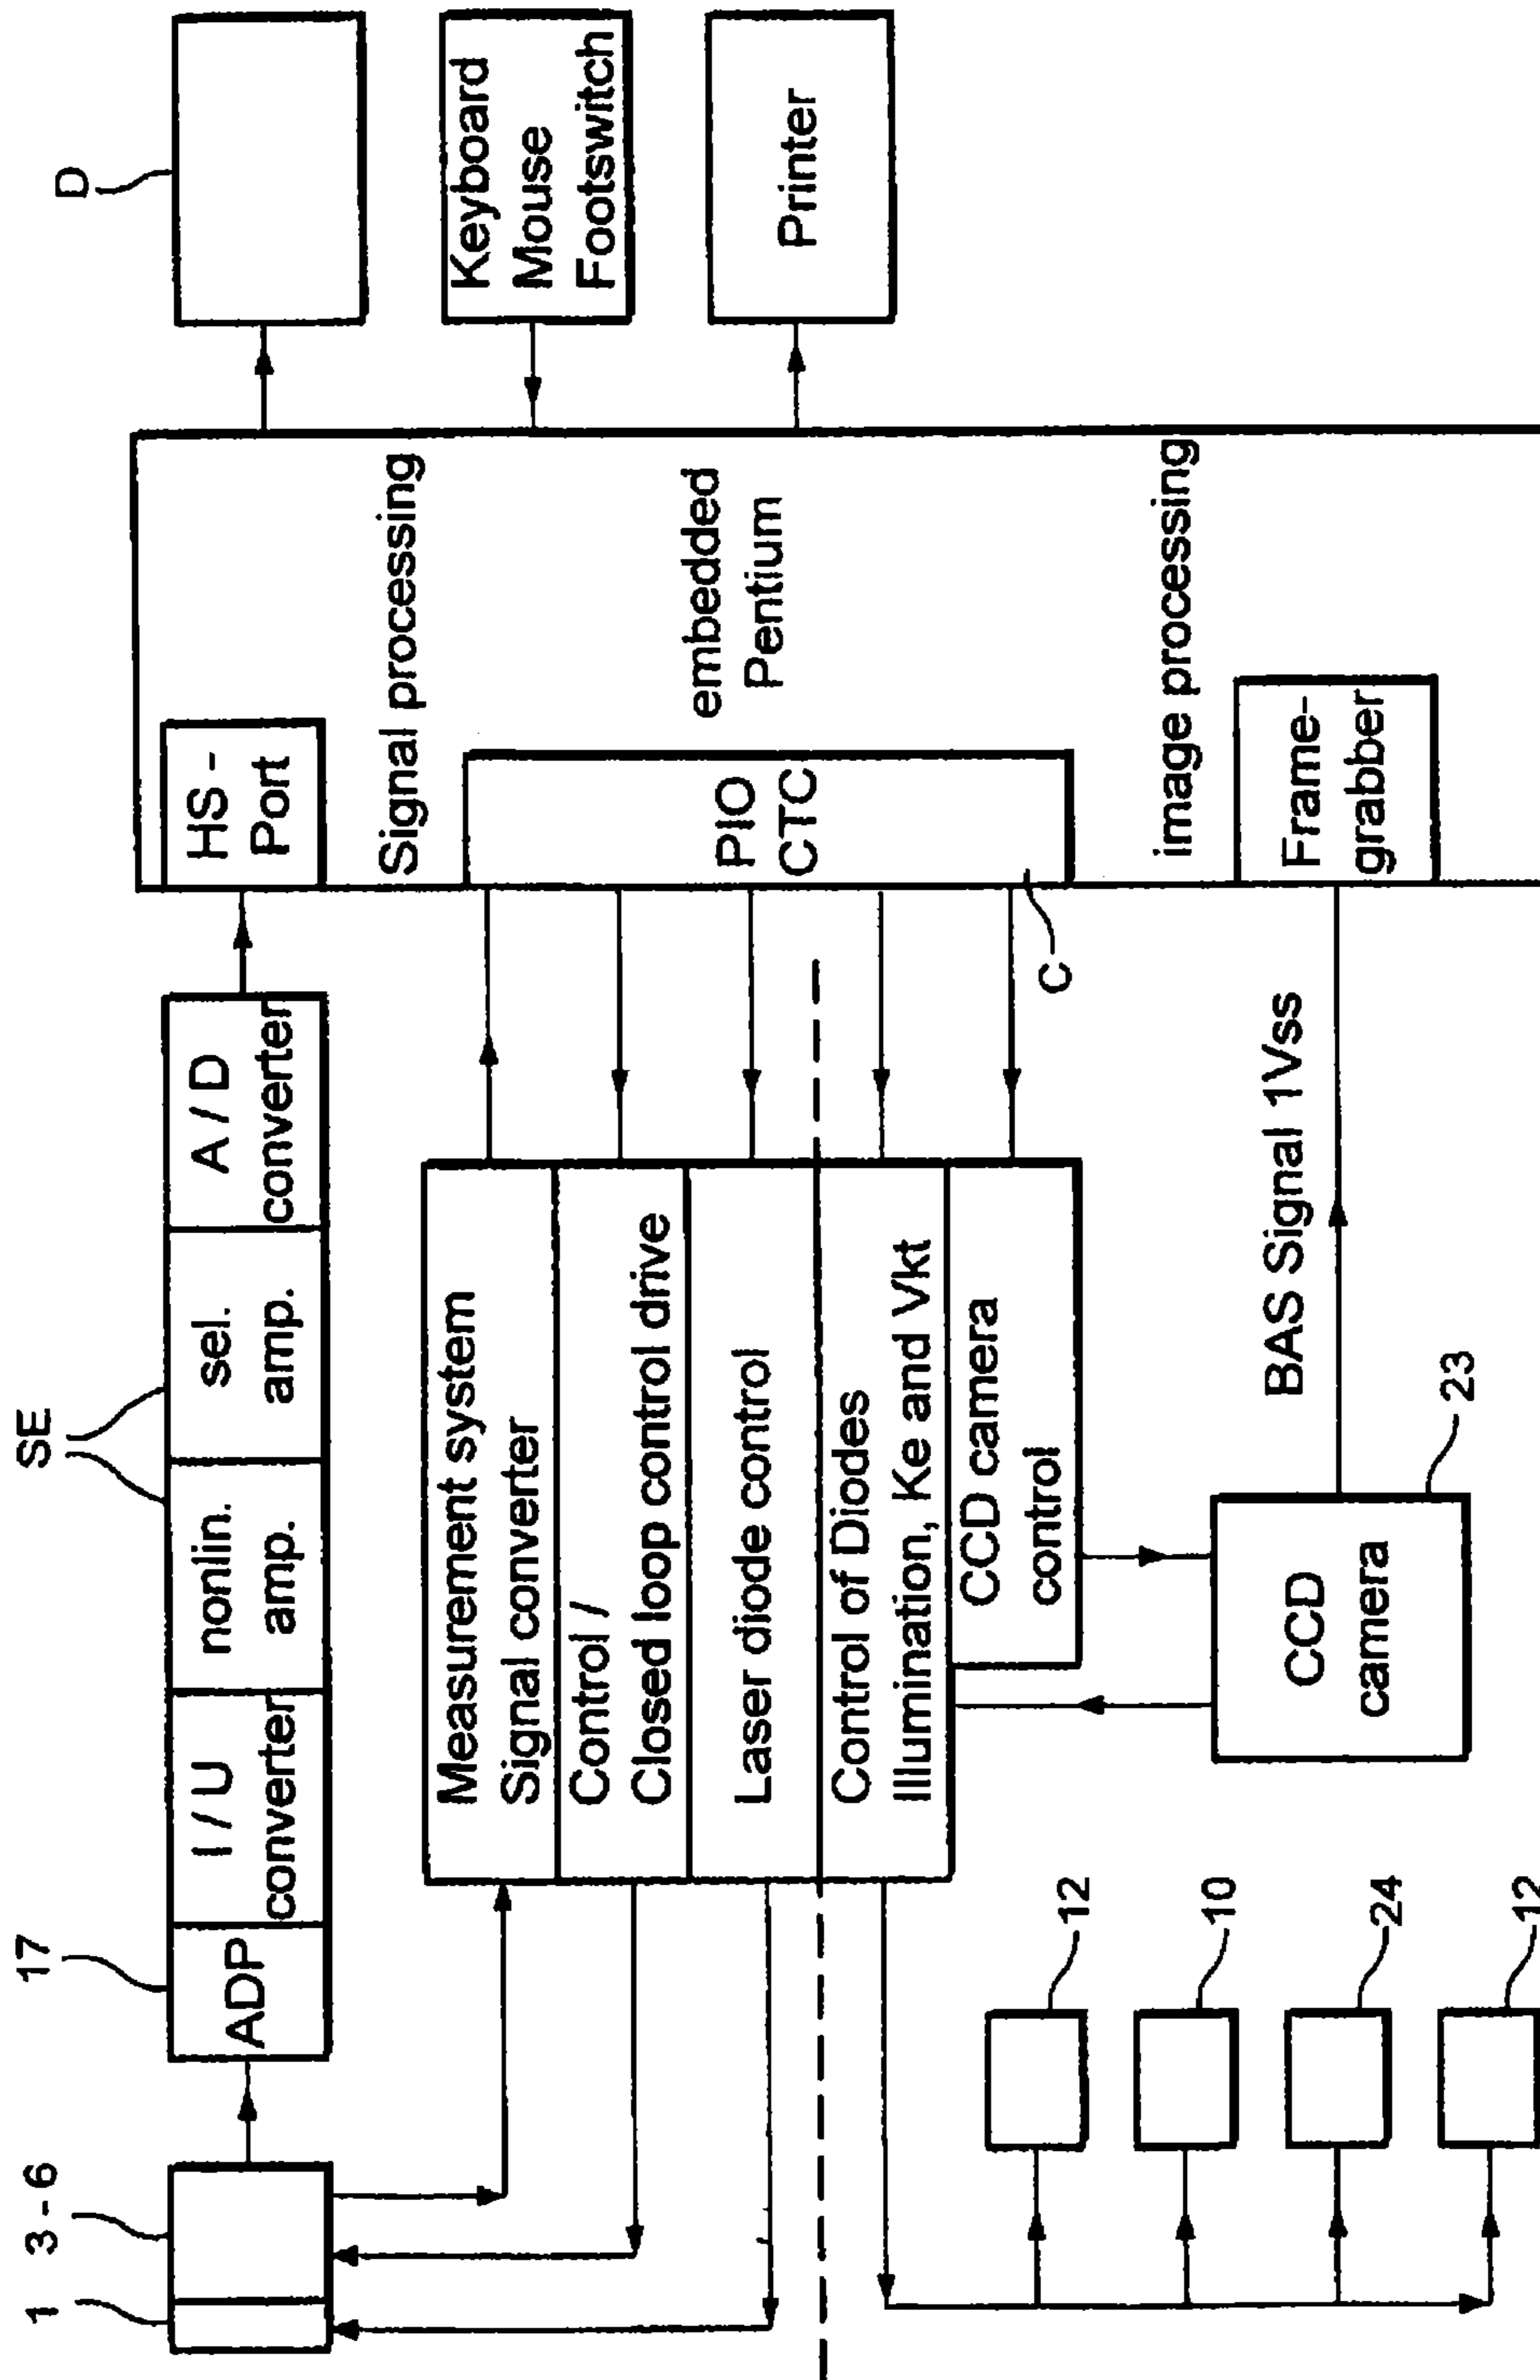 1
3 - 6
17
SE
D
ADP
I / U
converter
nonlin.
amp.
sel.
amp.
A / D
converter
HS -
Port
Signal processing
Keyboard
Mouse
Footswitch
Measurement system
Signal converter
Control /
Closed loop control drive
Laser diode control
Control of Diodes
Illumination, Ke and Vkt
CCD camera
control
PIO
CTC
C
embedded
Pentium
Printer
image processing
Frame-
grabber
BAS Signal 1Vss
CCD
camera
23
12
10
24
12